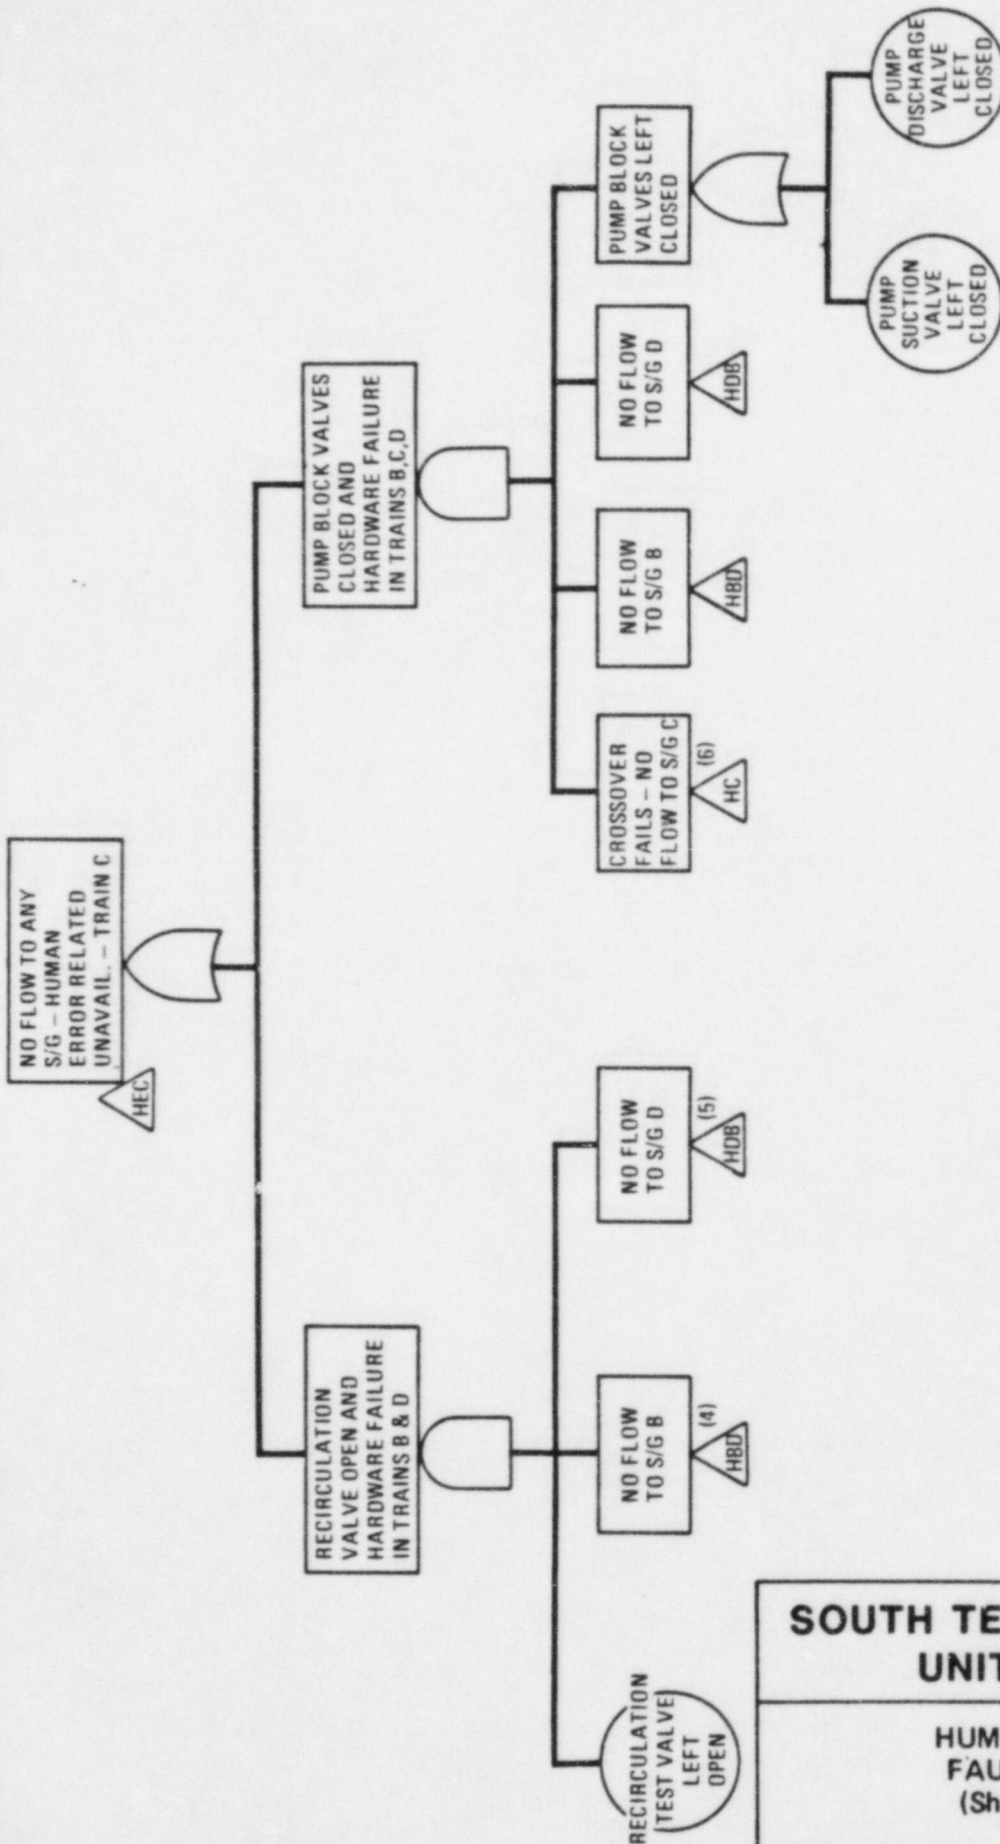 NO FLOW TO ANY
S/G – HUMAN
ERROR RELATED
UNAVAIL. – TRAIN C
HEC
RECIRCULATION
VALVE OPEN AND
HARDWARE FAILURE
IN TRAINS B & D
PUMP BLOCK VALVES
CLOSED AND
HARDWARE FAILURE
IN TRAINS B,C,D
RECIRCULATION
TEST VALVE
LEFT
OPEN
NO FLOW
TO S/G B
HBD
(4)
NO FLOW
TO S/G D
HDB
(5)
CROSSOVER
FAILS – NO
FLOW TO S/G C
HC
(6)
NO FLOW
TO S/G B
HBD
NO FLOW
TO S/G D
HDB
PUMP BLOCK
VALVES LEFT
CLOSED
PUMP
SUCTION
VALVE
LEFT
CLOSED
PUMP
DISCHARGE
VALVE
LEFT
CLOSED
SOUTH TE
UNIT
HUM
FAU
(Sh